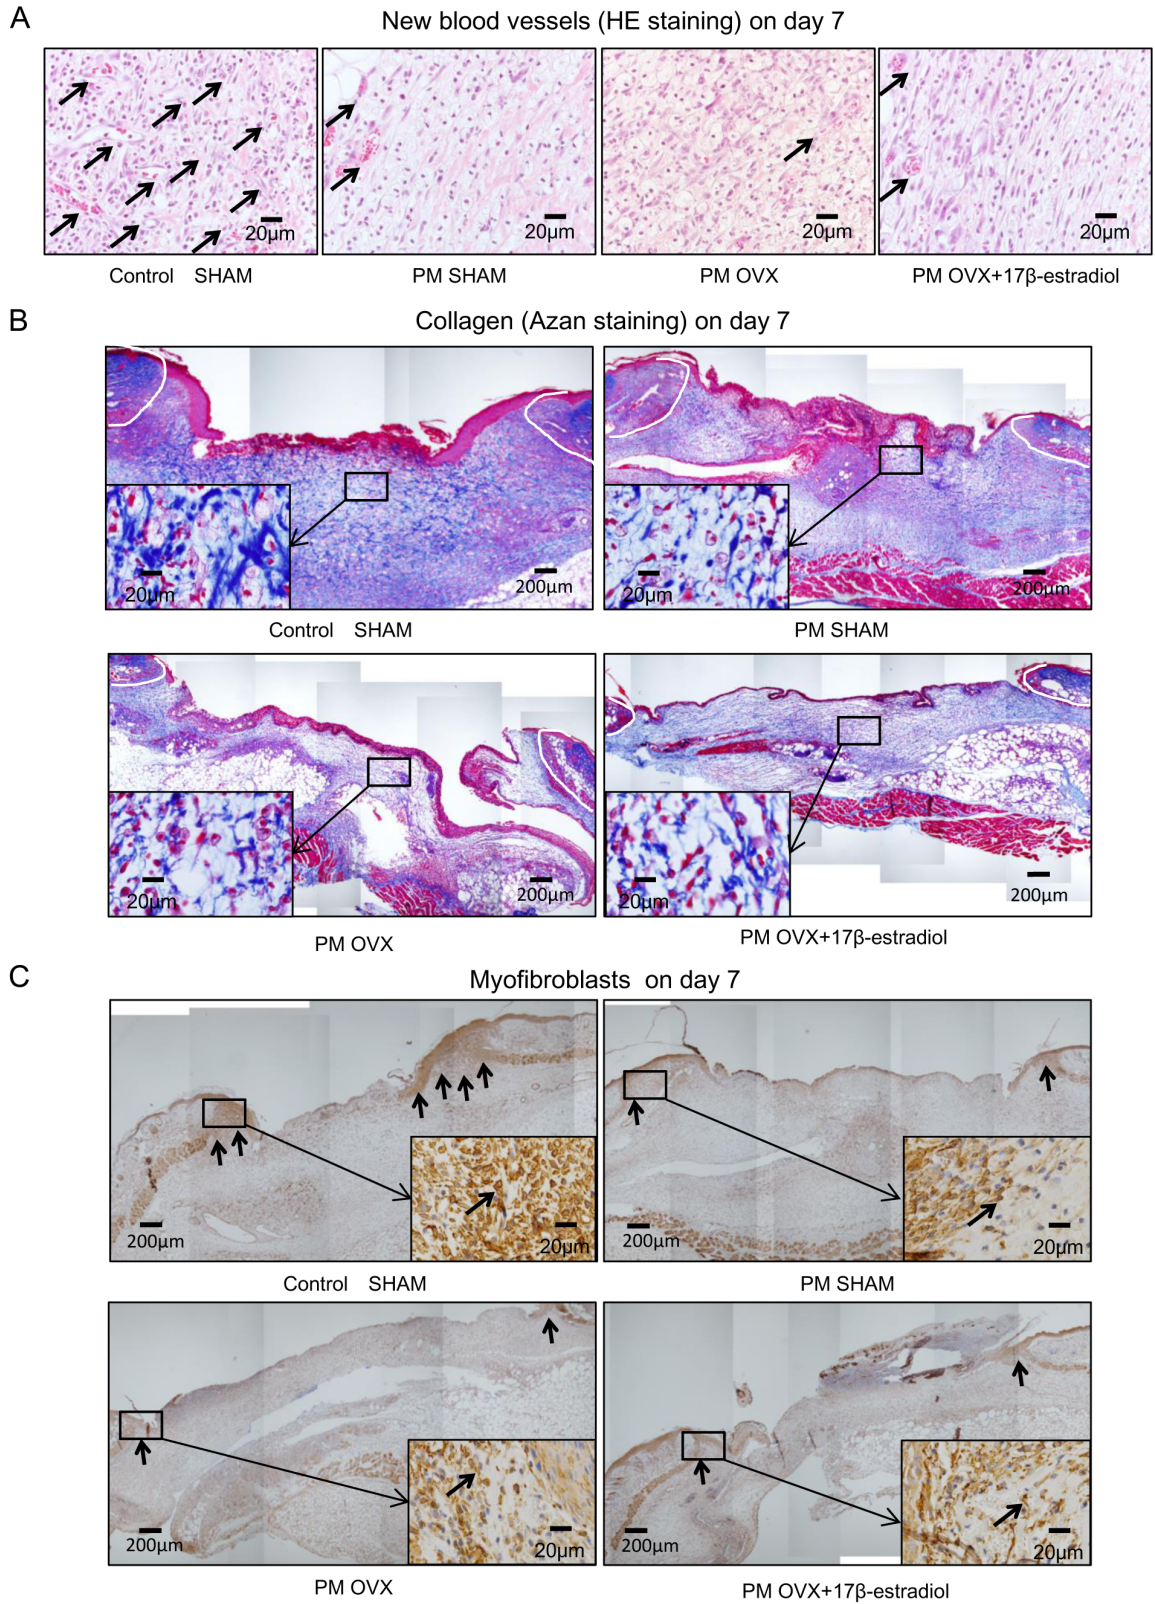 A
New blood vessels (HE staining) on day 7
20μm
20μm
20μm
20μm
Control SHAM
PM SHAM
PM OVX
PM OVX+17β-estradiol
B
Collagen (Azan staining) on day 7
20μm
200μm
20μm
200μm
Control SHAM
PM SHAM
20μm
200μm
20μm
200μm
PM OVX
PM OVX+17β-estradiol
C
Myofibroblasts on day 7
200μm
20μm
200μm
20μm
Control SHAM
PM SHAM
200μm
20μm
200μm
20μm
PM OVX
PM OVX+17β-estradiol